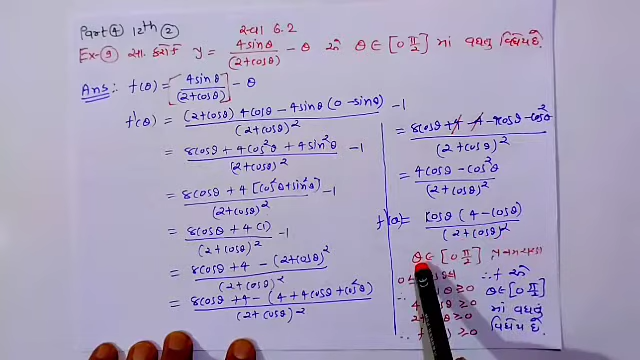 Part ④ 12th ②
સ્વા 6.2
Ex-⑨ સા. કરો કે y = 4sinθ/(2+cosθ) - θ એ θ ∈ [0 π/2] માં વધતું વિધેય છે.
Ans:- f(θ) = [4sinθ/(2+cosθ)] - θ
f'(θ) = (2+cosθ) 4cosθ - 4sinθ (0 - sinθ)/(2+cosθ)² - 1
= 8cosθ + 4cos²θ + 4sin²θ/(2+cosθ)² - 1
= 8cosθ + 4 [cos²θ + sin²θ]/(2+cosθ)² - 1
= 8cosθ + 4(1)/(2+cosθ)² - 1
= 8cosθ + 4 - (2+cosθ)²/(2+cosθ)²
= 8cosθ + 4 - (4 + 4cosθ + cos²θ)/(2+cosθ)²
= 8cosθ + 4 - 4 - 4cosθ - cos²θ/(2+cosθ)²
= 4cosθ - cos²θ/(2+cosθ)²
f'(θ) = cosθ (4 - cosθ)/(2+cosθ)²
θ ∈ [0 π/2]
∴ f એ
θ ∈ [0 π/2]
માં વધતું
વિધેય છે.